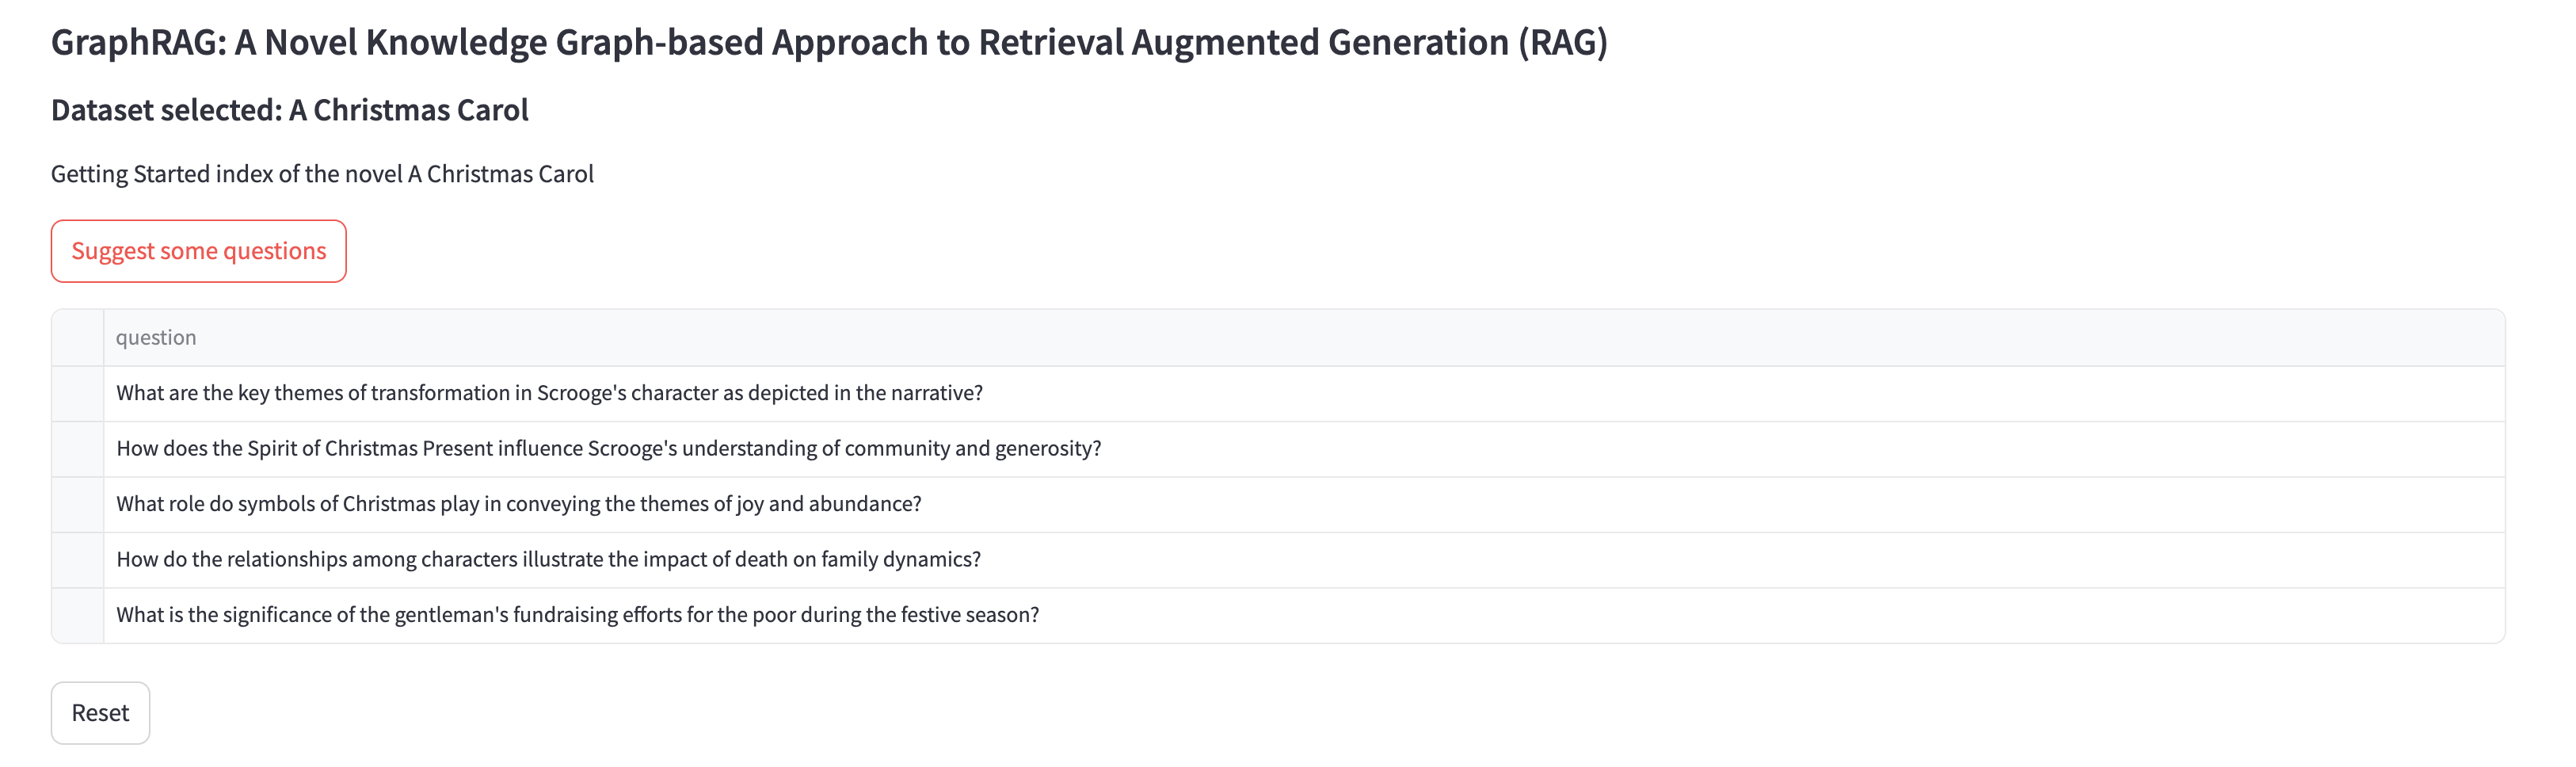 GraphRAG: A Novel Knowledge Graph-based Approach to Retrieval Augmented Generation (RAG)
Dataset selected: A Christmas Carol
Getting Started index of the novel A Christmas Carol
Suggest some questions
question
What are the key themes of transformation in Scrooge's character as depicted in the narrative?
How does the Spirit of Christmas Present influence Scrooge's understanding of community and generosity?
What role do symbols of Christmas play in conveying the themes of joy and abundance?
How do the relationships among characters illustrate the impact of death on family dynamics?
What is the significance of the gentleman's fundraising efforts for the poor during the festive season?
Reset